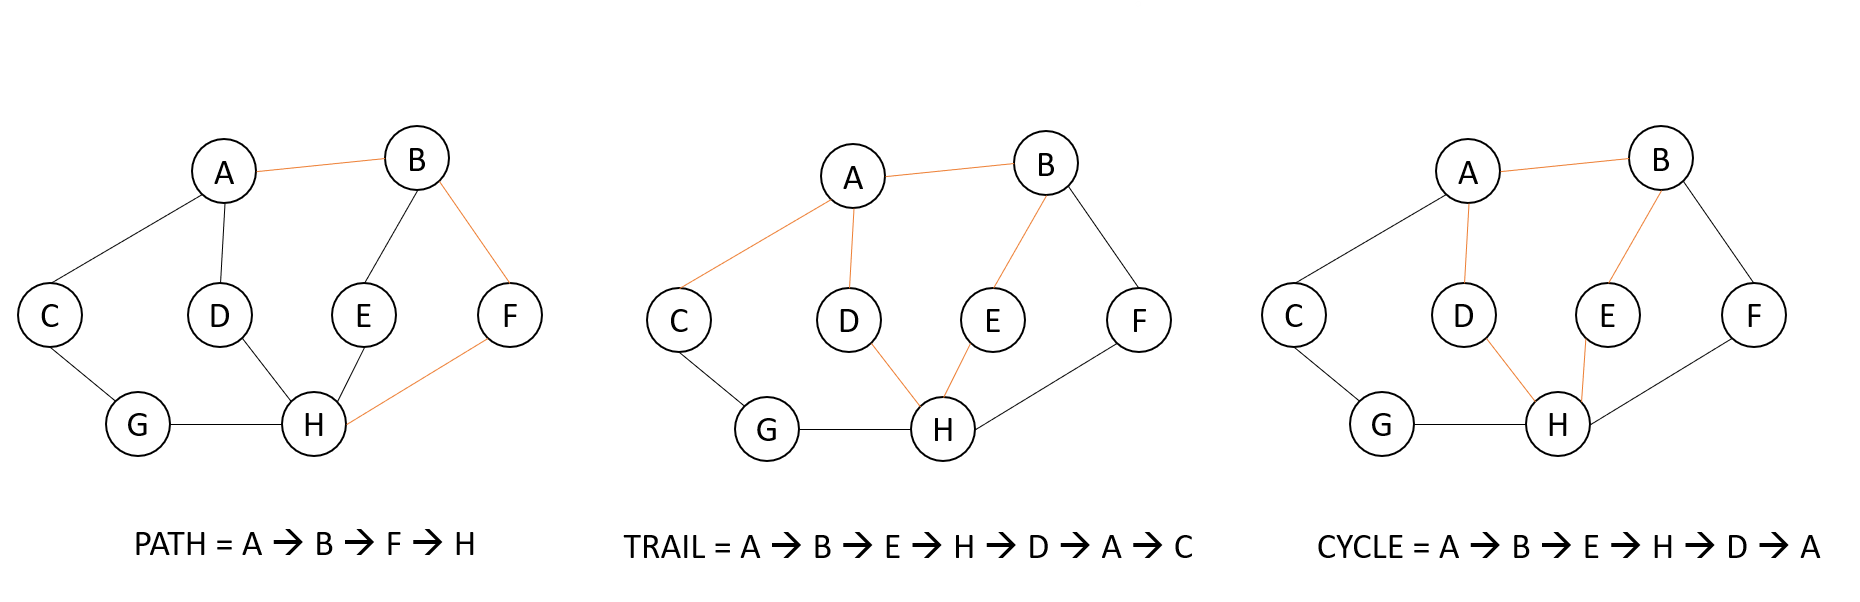 A B
C D E F
G H
PATH = A → B → F → H
A B
C D E F
G H
TRAIL = A → B → E → H → D → A → C
A B
C D E F
G H
CYCLE = A → B → E → H → D → A